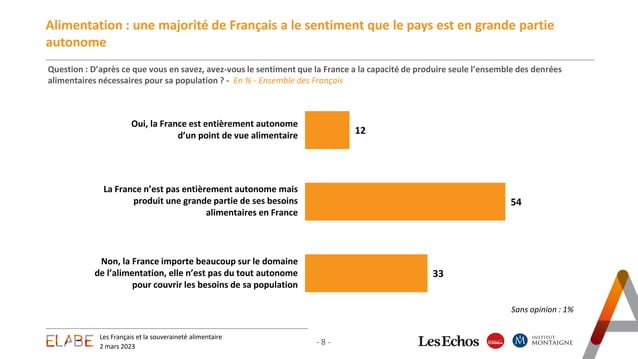 Alimentation : une majorité de Français a le sentiment que le pays est en grande partie
autonome
Question : D’après ce que vous en savez, avez-vous le sentiment que la France a la capacité de produire seule l’ensemble des denrées
alimentaires nécessaires pour sa population ? - En % - Ensemble des Français
Oui, la France est entièrement autonome
d’un point de vue alimentaire
12
La France n’est pas entièrement autonome mais
produit une grande partie de ses besoins
alimentaires en France
54
Non, la France importe beaucoup sur le domaine
de l’alimentation, elle n’est pas du tout autonome
pour couvrir les besoins de sa population
33
Sans opinion : 1%
ELABE
Les Français et la souveraineté alimentaire
2 mars 2023
- 8 -
Les Echos
INSTITUT
MONTAIGNE